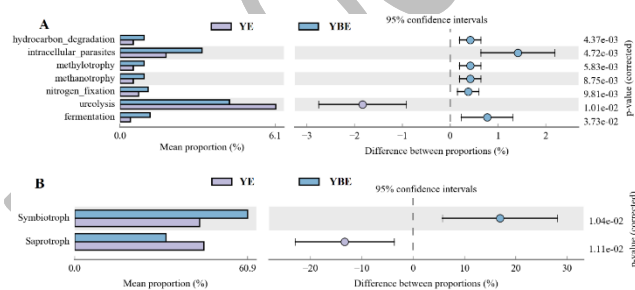 A
YE
YBE
95% confidence intervals
hydrocarbon_degradation
4.37e-03
intracellular_parasites
4.72e-03
methylotrophy
5.83e-03
methanotrophy
8.75e-03
nitrogen_fixation
9.81e-03
ureolysis
1.01e-02
fermentation
3.73e-02
p-value (corrected)
0.0 6.1
−3 −2 −1 0 1 2
Mean proportion (%)
Difference between proportions (%)
B
YE
YBE
95% confidence intervals
Symbiotroph
1.04e-02
Saprotroph
1.11e-02
p-value (corrected)
0.0 60.9
−20 −10 0 10 20 30
Mean proportion (%)
Difference between proportions (%)